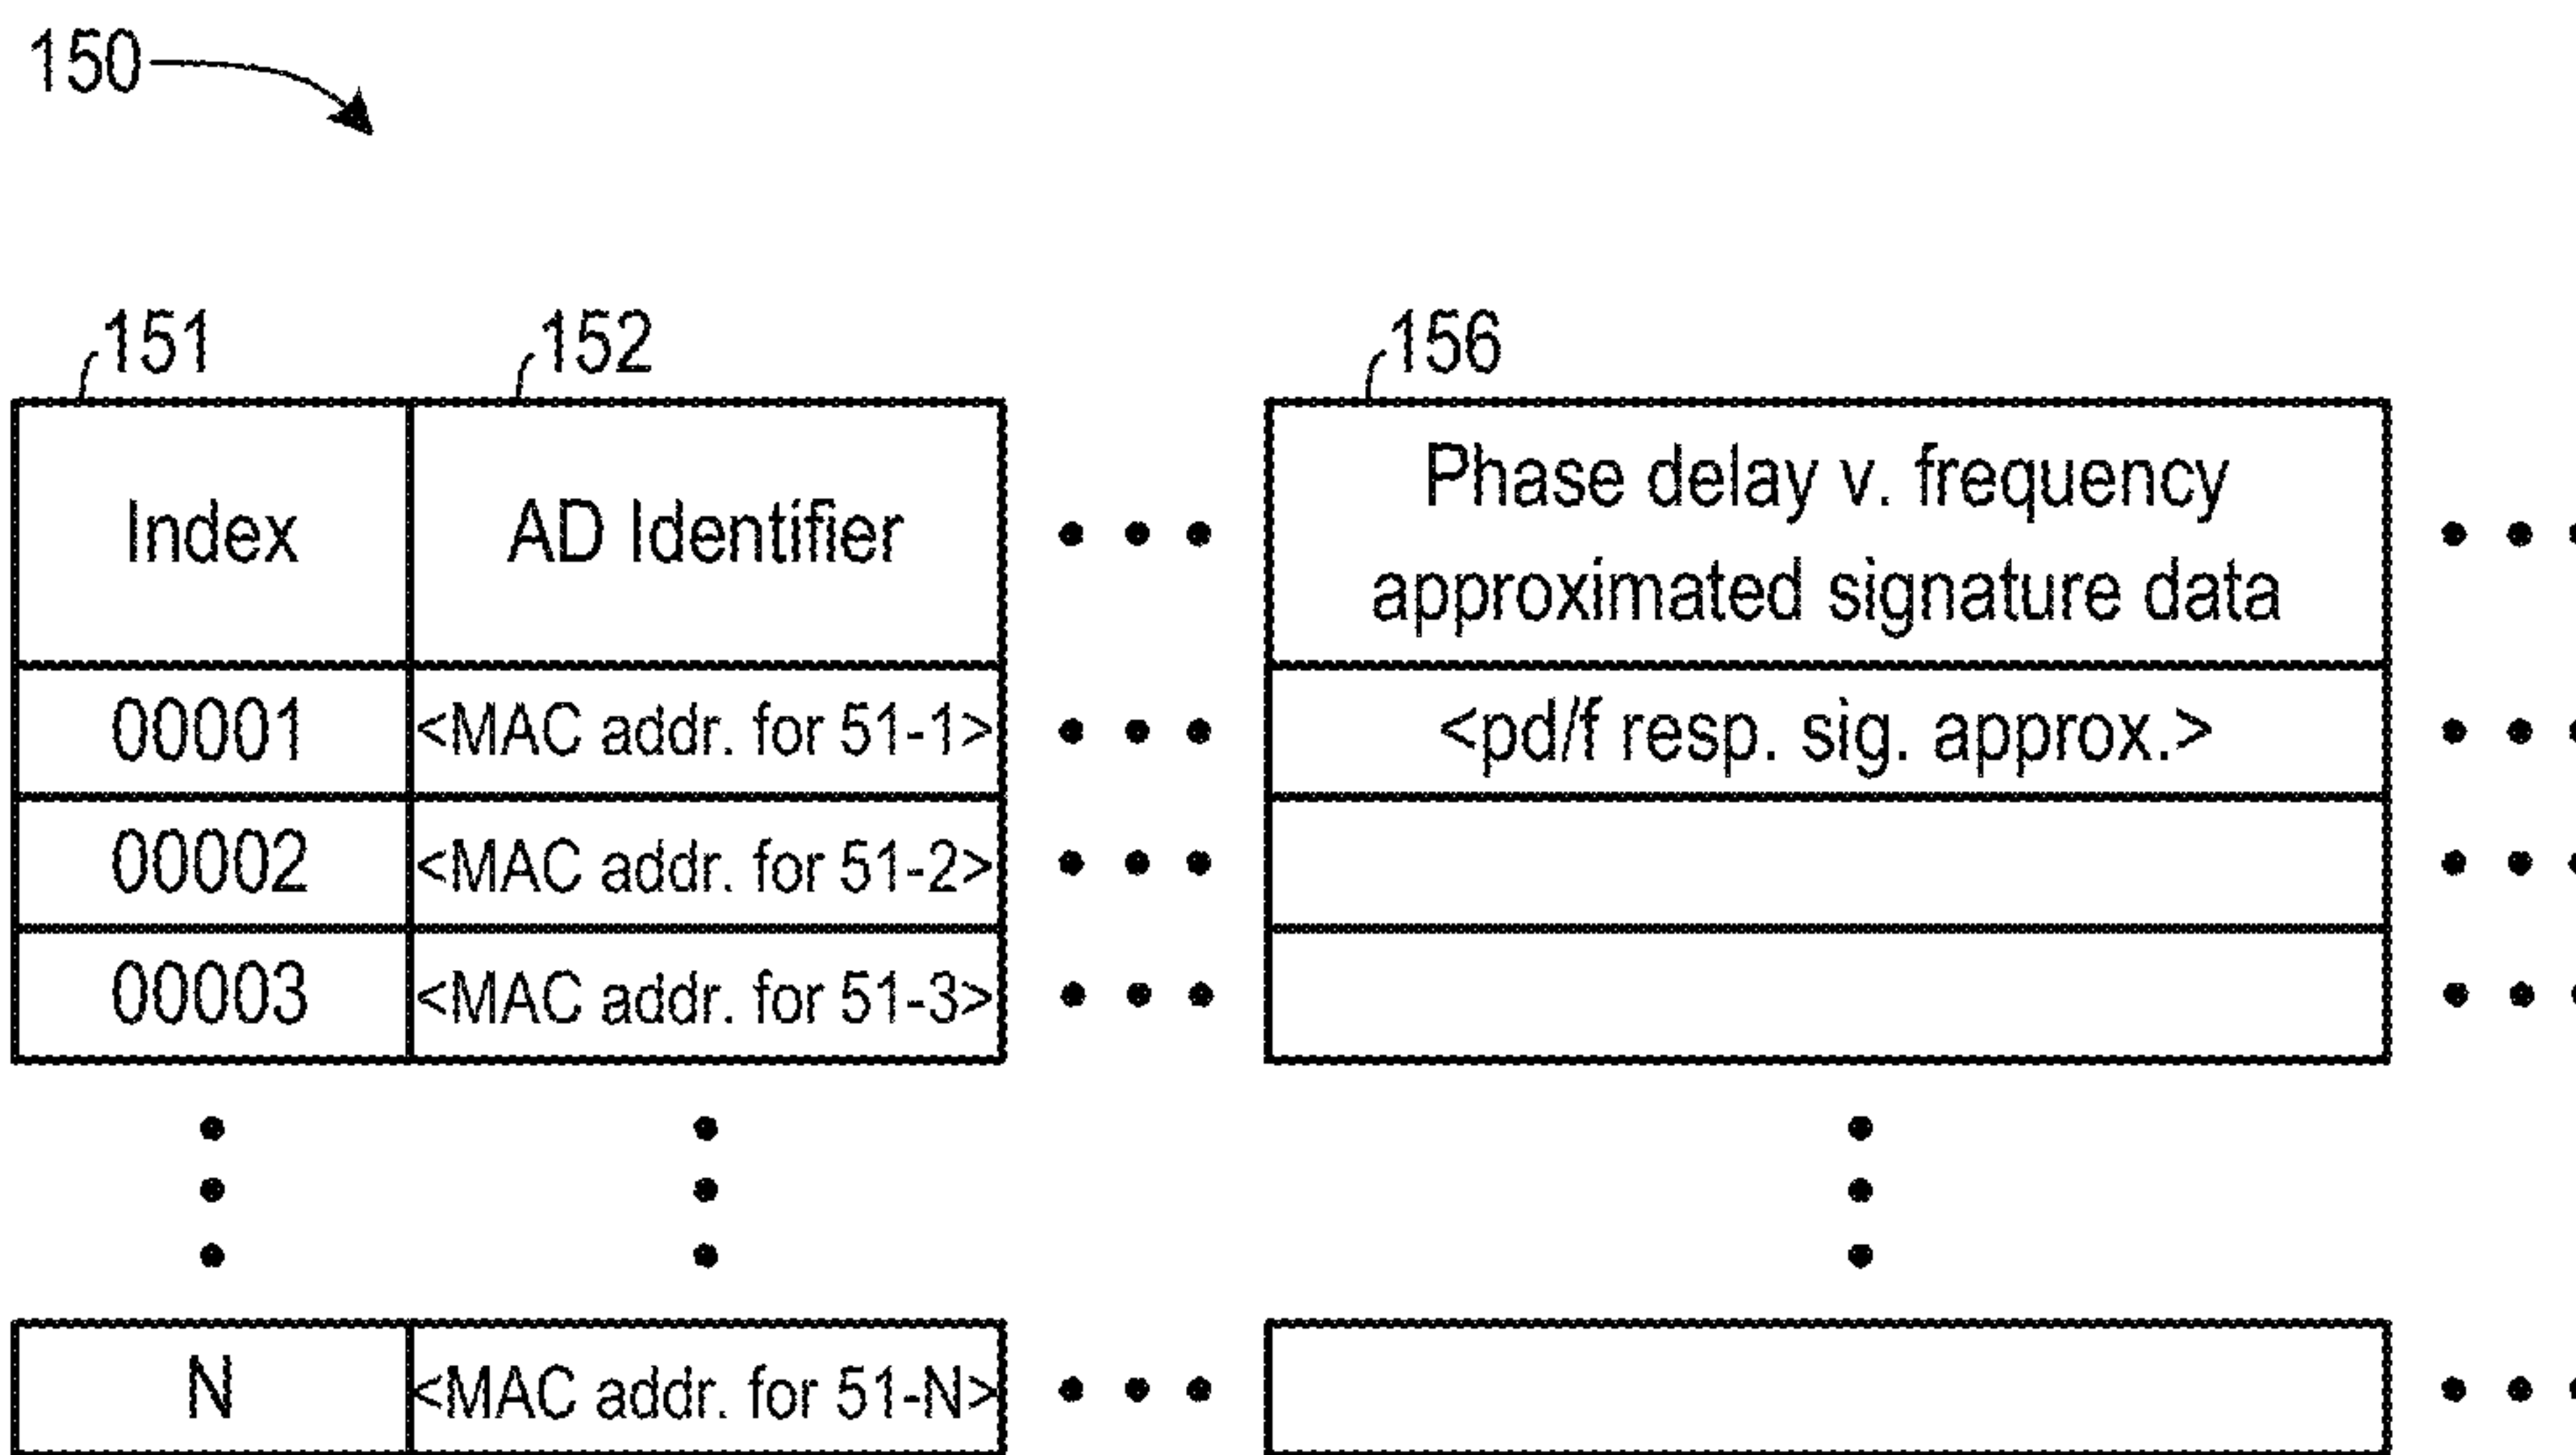 150
151 152 156
Index AD Identifier Phase delay v. frequency
approximated signature data
00001 <MAC addr. for 51-1> <pd/f resp. sig. approx.>
00002 <MAC addr. for 51-2>
00003 <MAC addr. for 51-3>
N <MAC addr. for 51-N>